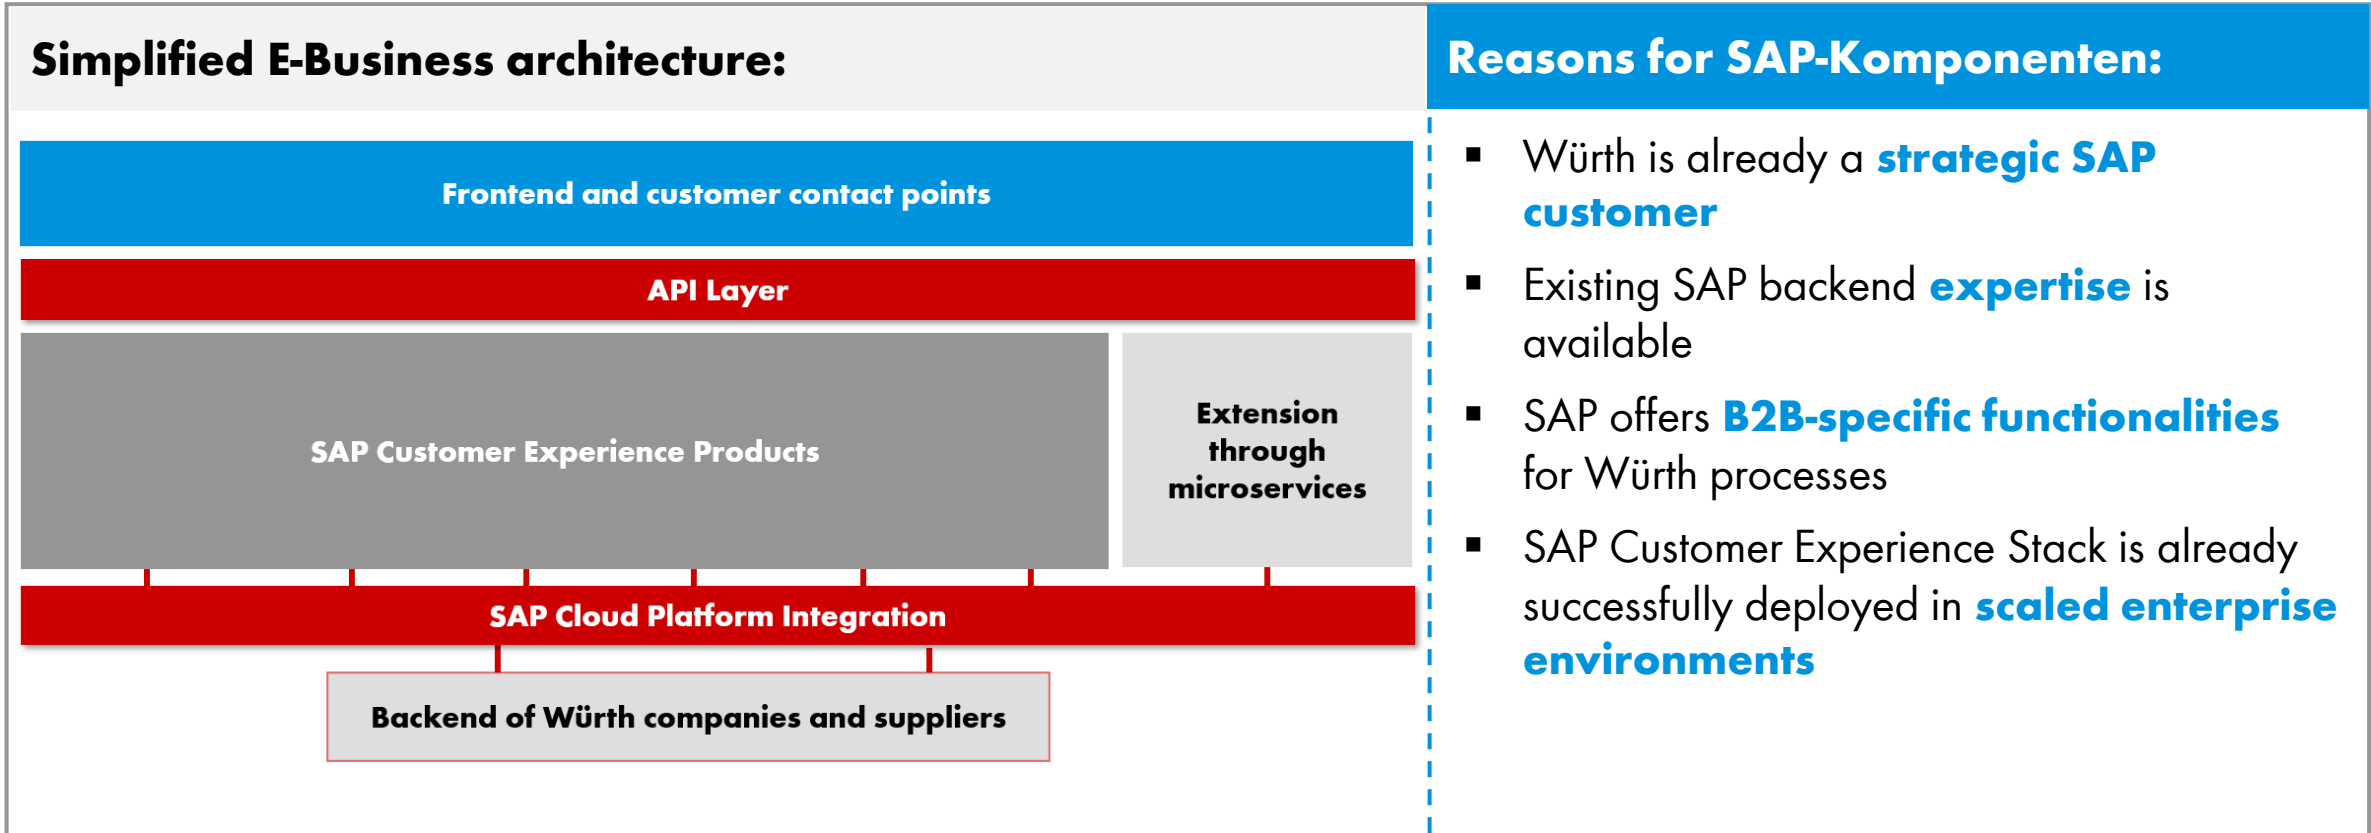 Simplified E-Business architecture:
Frontend and customer contact points
API Layer
SAP Customer Experience Products
Extension
through
microservices
SAP Cloud Platform Integration
Backend of Würth companies and suppliers
Reasons for SAP-Komponenten:
▪ Würth is already a strategic SAP
customer
▪ Existing SAP backend expertise is
available
▪ SAP offers B2B-specific functionalities
for Würth processes
▪ SAP Customer Experience Stack is already
successfully deployed in scaled enterprise
environments